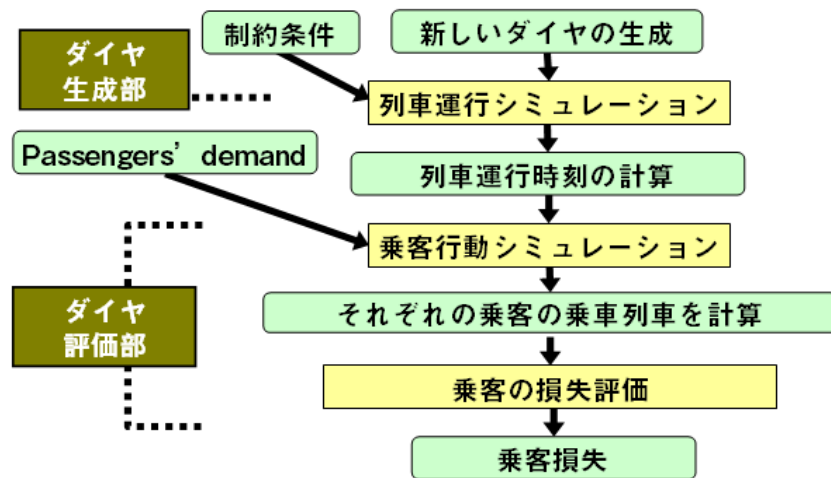 制約条件
新しいダイヤの生成
ダイヤ
生成部
列車運行シミュレーション
Passengers’ demand
列車運行時刻の計算
乗客行動シミュレーション
ダイヤ
評価部
それぞれの乗客の乗車列車を計算
乗客の損失評価
乗客損失